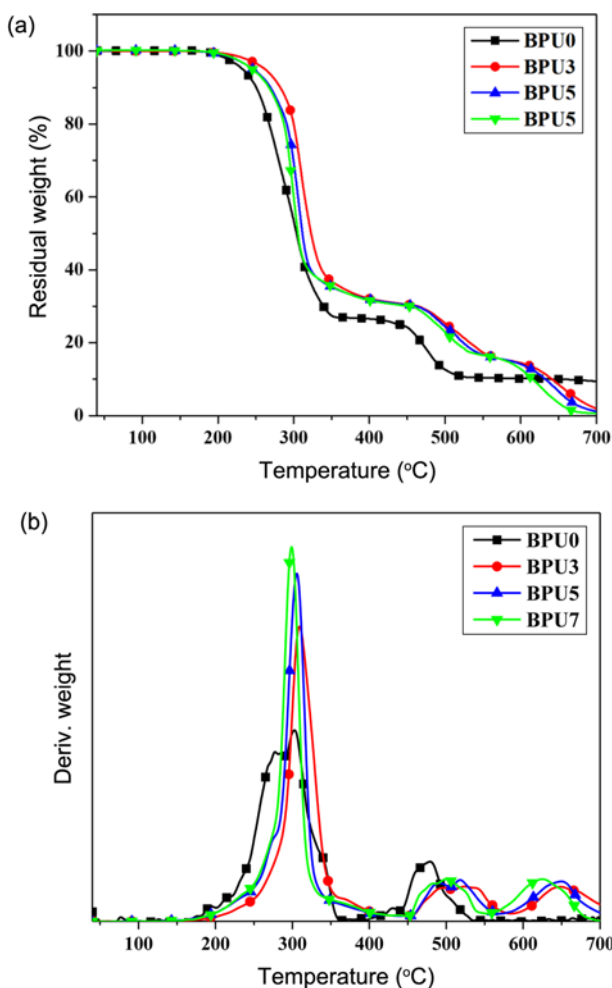 (a)
100
80
60
40
20
0
Residual weight (%)
BPU0
BPU3
BPU5
BPU5
100 200 300 400 500 600 700
Temperature (°C)
(b)
Deriv. weight
BPU0
BPU3
BPU5
BPU7
100 200 300 400 500 600 700
Temperature (°C)